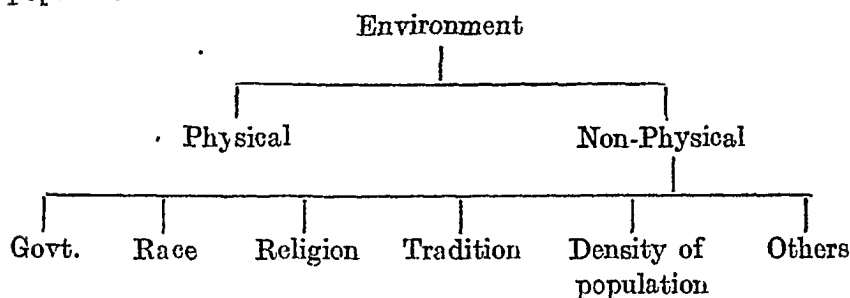 Environment
Physical Non-Physical
Govt. Race Religion Tradition Density of Others
population